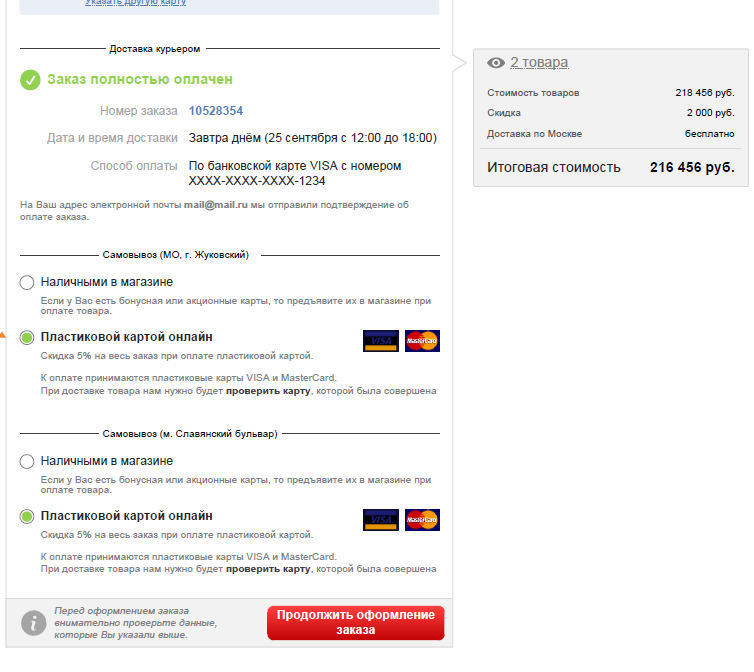 Указать другую карту
Доставка курьером
Заказ полностью оплачен
Номер заказа 10528354
Дата и время доставки Завтра днём (25 сентября с 12:00 до 18:00)
Способ оплаты По банковской карте VISA с номером
XXXX-XXXX-XXXX-1234
На Ваш адрес электронной почты mail@mail.ru мы отправили подтверждение об
оплате заказа.
Самовывоз (МО, г. Жуковский)
Наличными в магазине
Если у Вас есть бонусная или акционные карты, то предъявите их в магазине при
оплате товара.
Пластиковой картой онлайн VISA MasterCard
Скидка 5% на весь заказ при оплате пластиковой картой.
К оплате принимаются пластиковые карты VISA и MasterCard.
При доставке товара нам нужно будет проверить карту, которой была совершена
Самовывоз (м. Славянский бульвар)
Наличными в магазине
Если у Вас есть бонусная или акционные карты, то предъявите их в магазине при
оплате товара.
Пластиковой картой онлайн VISA MasterCard
Скидка 5% на весь заказ при оплате пластиковой картой.
К оплате принимаются пластиковые карты VISA и MasterCard.
При доставке товара нам нужно будет проверить карту, которой была совершена
i
Перед оформлением заказа
внимательно проверьте данные,
которые Вы указали выше.
Продолжить оформление
заказа
2 товара
Стоимость товаров 218 456 руб.
Скидка 2 000 руб.
Доставка по Москве бесплатно
Итоговая стоимость 216 456 руб.